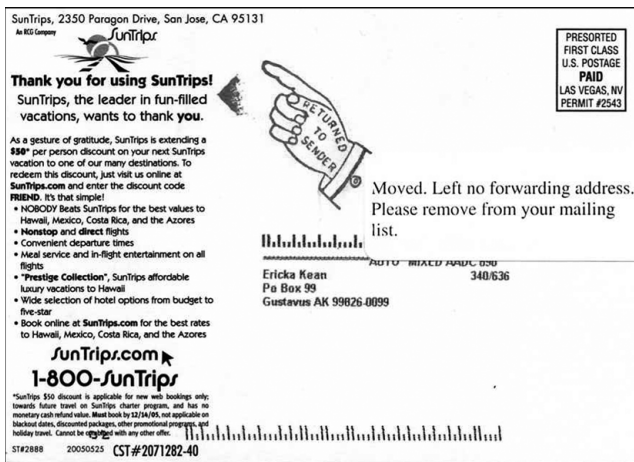 SunTrips, 2350 Paragon Drive, San Jose, CA 95131
An RCG Company
SunTrips
Thank you for using SunTrips!
SunTrips, the leader in fun-filled
vacations, wants to thank you.
As a gesture of gratitude, SunTrips is extending a
$50* per person discount on your next SunTrips
vacation to one of our many destinations. To
redeem this discount, just visit us online at
SunTrips.com and enter the discount code
FRIEND. It's that simple!
• NOBODY Beats SunTrips for the best values to
Hawaii, Mexico, Costa Rica, and the Azores
• Nonstop and direct flights
• Convenient departure times
• Meal service and in-flight entertainment on all
flights
• "Prestige Collection", SunTrips affordable
luxury vacations to Hawaii
• Wide selection of hotel options from budget to
five-star
• Book online at SunTrips.com for the best rates
to Hawaii, Mexico, Costa Rica, and the Azores
SunTrips.com
1-800-SunTrips
*SunTrips $50 discount is applicable for new web bookings only;
towards future travel on SunTrips charter program, and has no
monetary cash refund value. Must book by 12/14/05, not applicable on
blackout dates, discounted packages, other promotional programs, and
holiday travel. Cannot be combined with any other offer.
ST#2888 20050525 CST#2071282-40
RETURNED
TO
SENDER
PRESORTED
FIRST CLASS
U.S. POSTAGE
PAID
LAS VEGAS, NV
PERMIT #2543
Moved. Left no forwarding address.
Please remove from your mailing
list.
AUTO MIXED AADC 890
Ericka Kean 340/636
Po Box 99
Gustavus AK 99826-0099